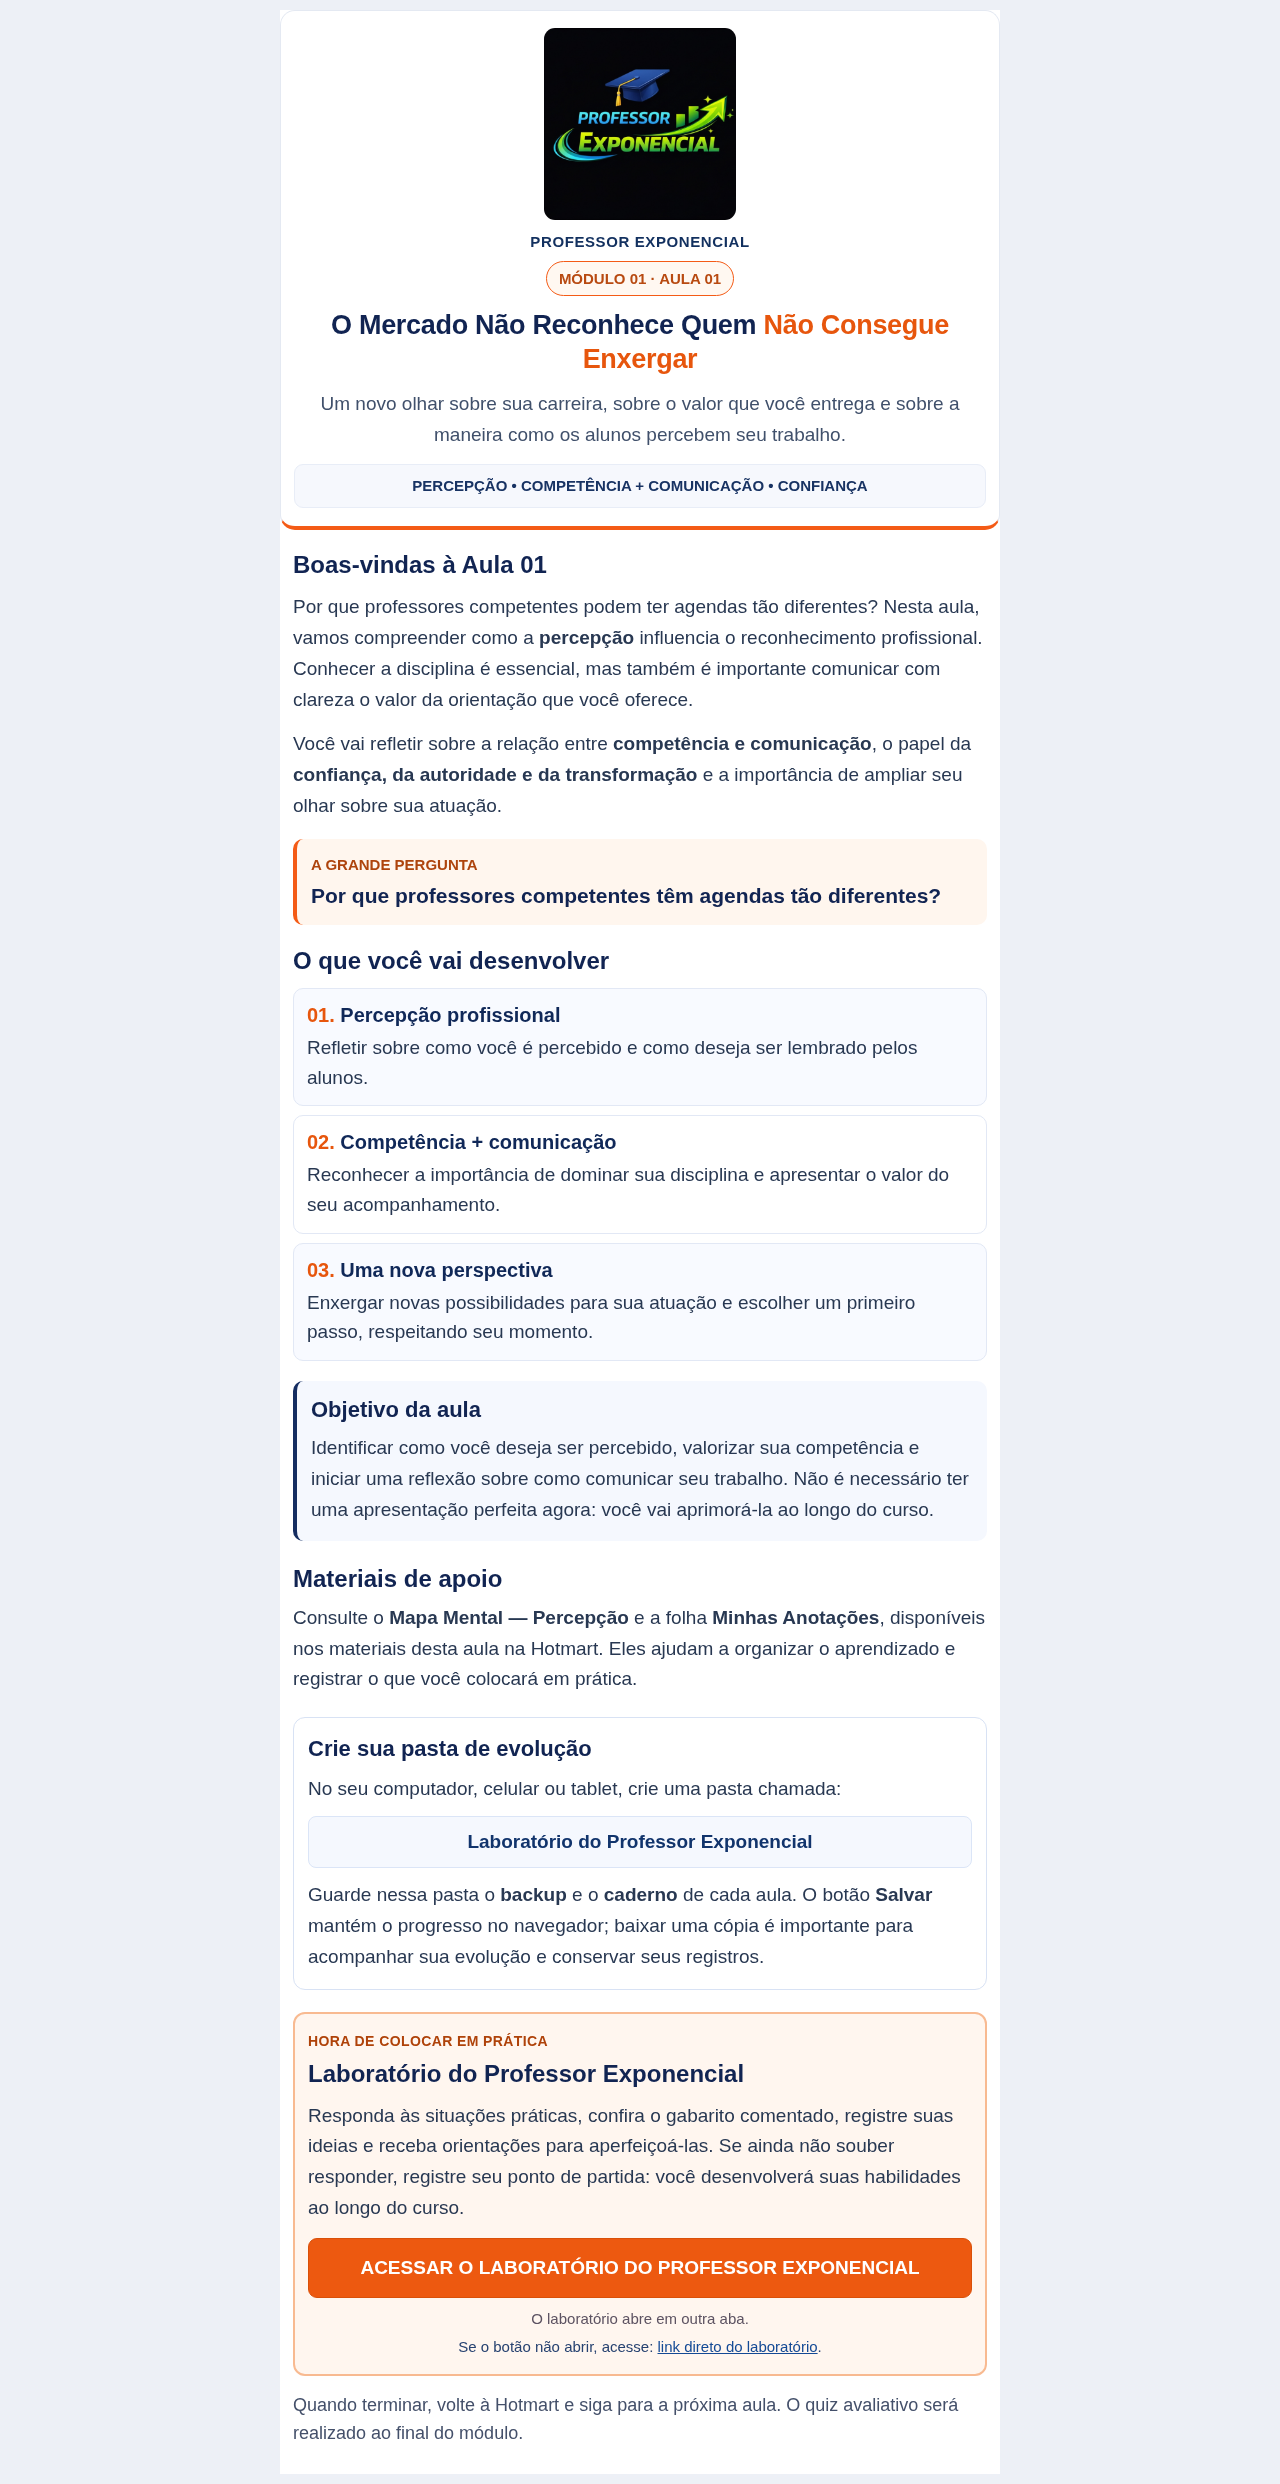 PROFESSOR
EXPONENCIAL
PROFESSOR EXPONENCIAL
MÓDULO 01 · AULA 01
O Mercado Não Reconhece Quem Não Consegue
Enxergar
Um novo olhar sobre sua carreira, sobre o valor que você entrega e sobre a
maneira como os alunos percebem seu trabalho.
PERCEPÇÃO • COMPETÊNCIA + COMUNICAÇÃO • CONFIANÇA
Boas-vindas à Aula 01
Por que professores competentes podem ter agendas tão diferentes? Nesta aula,
vamos compreender como a percepção influencia o reconhecimento profissional.
Conhecer a disciplina é essencial, mas também é importante comunicar com
clareza o valor da orientação que você oferece.
Você vai refletir sobre a relação entre competência e comunicação, o papel da
confiança, da autoridade e da transformação e a importância de ampliar seu
olhar sobre sua atuação.
A GRANDE PERGUNTA
Por que professores competentes têm agendas tão diferentes?
O que você vai desenvolver
01. Percepção profissional
Refletir sobre como você é percebido e como deseja ser lembrado pelos
alunos.
02. Competência + comunicação
Reconhecer a importância de dominar sua disciplina e apresentar o valor do
seu acompanhamento.
03. Uma nova perspectiva
Enxergar novas possibilidades para sua atuação e escolher um primeiro
passo, respeitando seu momento.
Objetivo da aula
Identificar como você deseja ser percebido, valorizar sua competência e
iniciar uma reflexão sobre como comunicar seu trabalho. Não é necessário ter
uma apresentação perfeita agora: você vai aprimorá-la ao longo do curso.
Materiais de apoio
Consulte o Mapa Mental — Percepção e a folha Minhas Anotações, disponíveis
nos materiais desta aula na Hotmart. Eles ajudam a organizar o aprendizado e
registrar o que você colocará em prática.
Crie sua pasta de evolução
No seu computador, celular ou tablet, crie uma pasta chamada:
Laboratório do Professor Exponencial
Guarde nessa pasta o backup e o caderno de cada aula. O botão Salvar
mantém o progresso no navegador; baixar uma cópia é importante para
acompanhar sua evolução e conservar seus registros.
HORA DE COLOCAR EM PRÁTICA
Laboratório do Professor Exponencial
Responda às situações práticas, confira o gabarito comentado, registre suas
ideias e receba orientações para aperfeiçoá-las. Se ainda não souber
responder, registre seu ponto de partida: você desenvolverá suas habilidades
ao longo do curso.
ACESSAR O LABORATÓRIO DO PROFESSOR EXPONENCIAL
O laboratório abre em outra aba.
Se o botão não abrir, acesse: link direto do laboratório.
Quando terminar, volte à Hotmart e siga para a próxima aula. O quiz avaliativo será
realizado ao final do módulo.